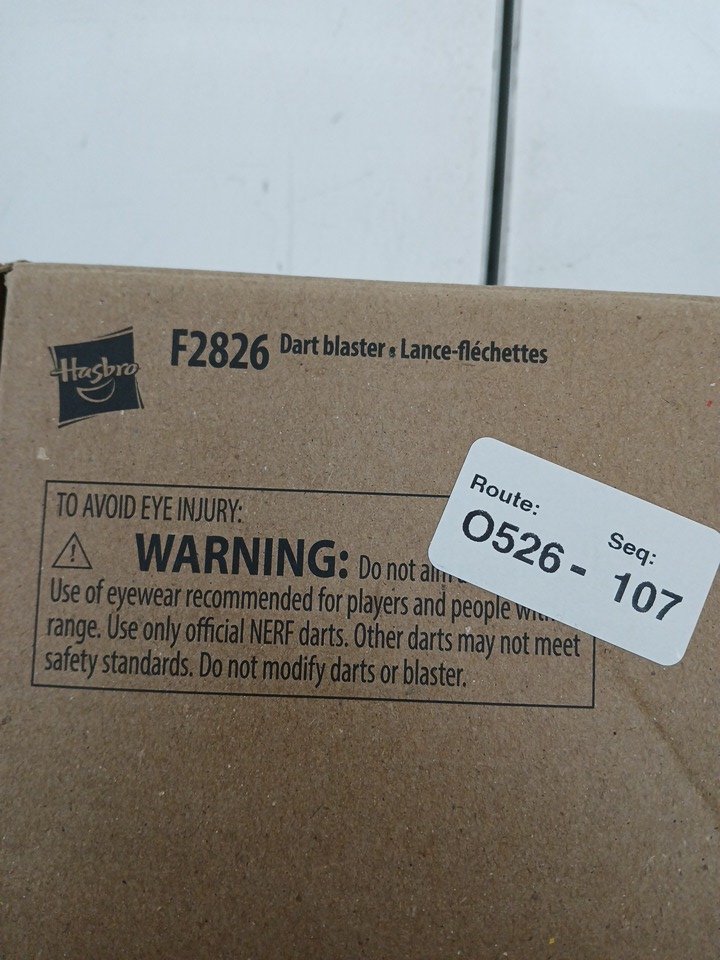 Hasbro
F2826 Dart blaster • Lance-fléchettes
TO AVOID EYE INJURY:
WARNING: Do not aim
Use of eyewear recommended for players and people
range. Use only official NERF darts. Other darts may not meet
safety standards. Do not modify darts or blaster.
Route:
Seq:
O526- 107